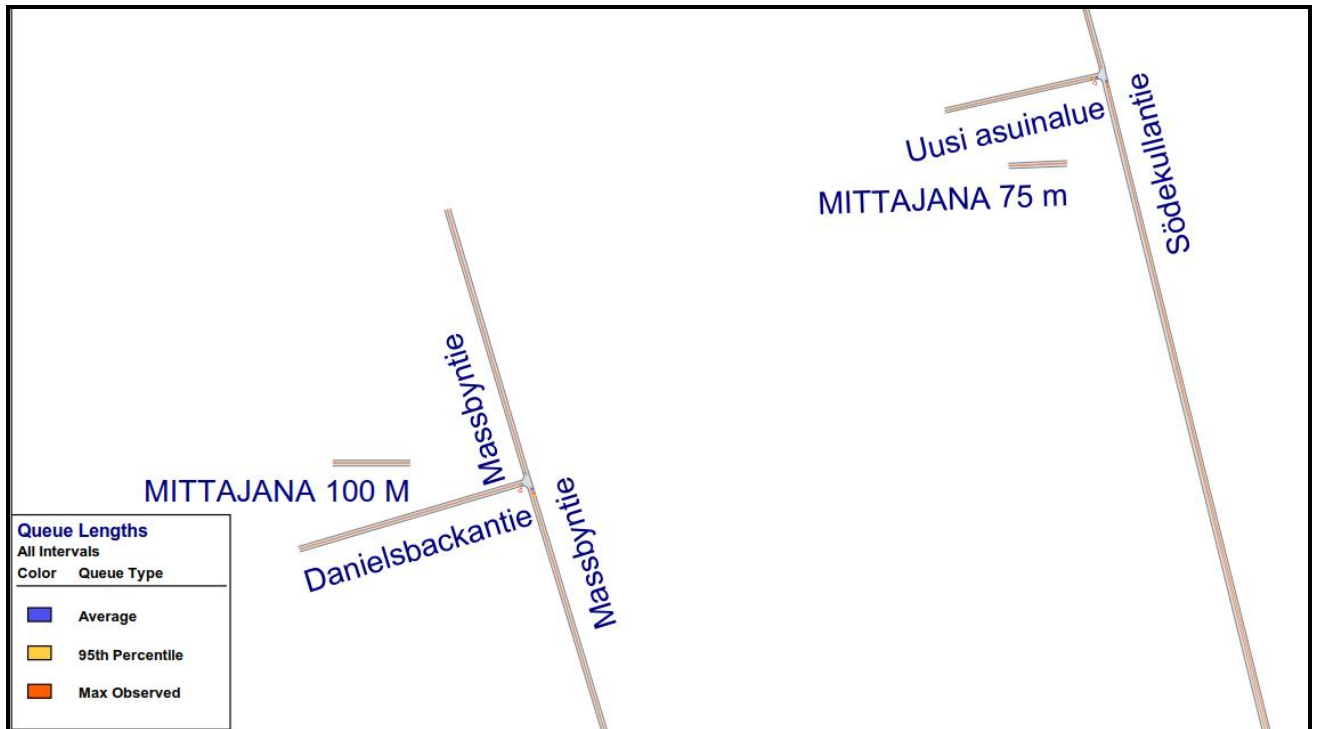 Södekullantie
Uusi asuinalue
MITTAJANA 75 m
Massbyntie
MITTAJANA 100 M
Danielsbackantie
Massbyntie
Queue Lengths
All Intervals
Color Queue Type
Average
95th Percentile
Max Observed